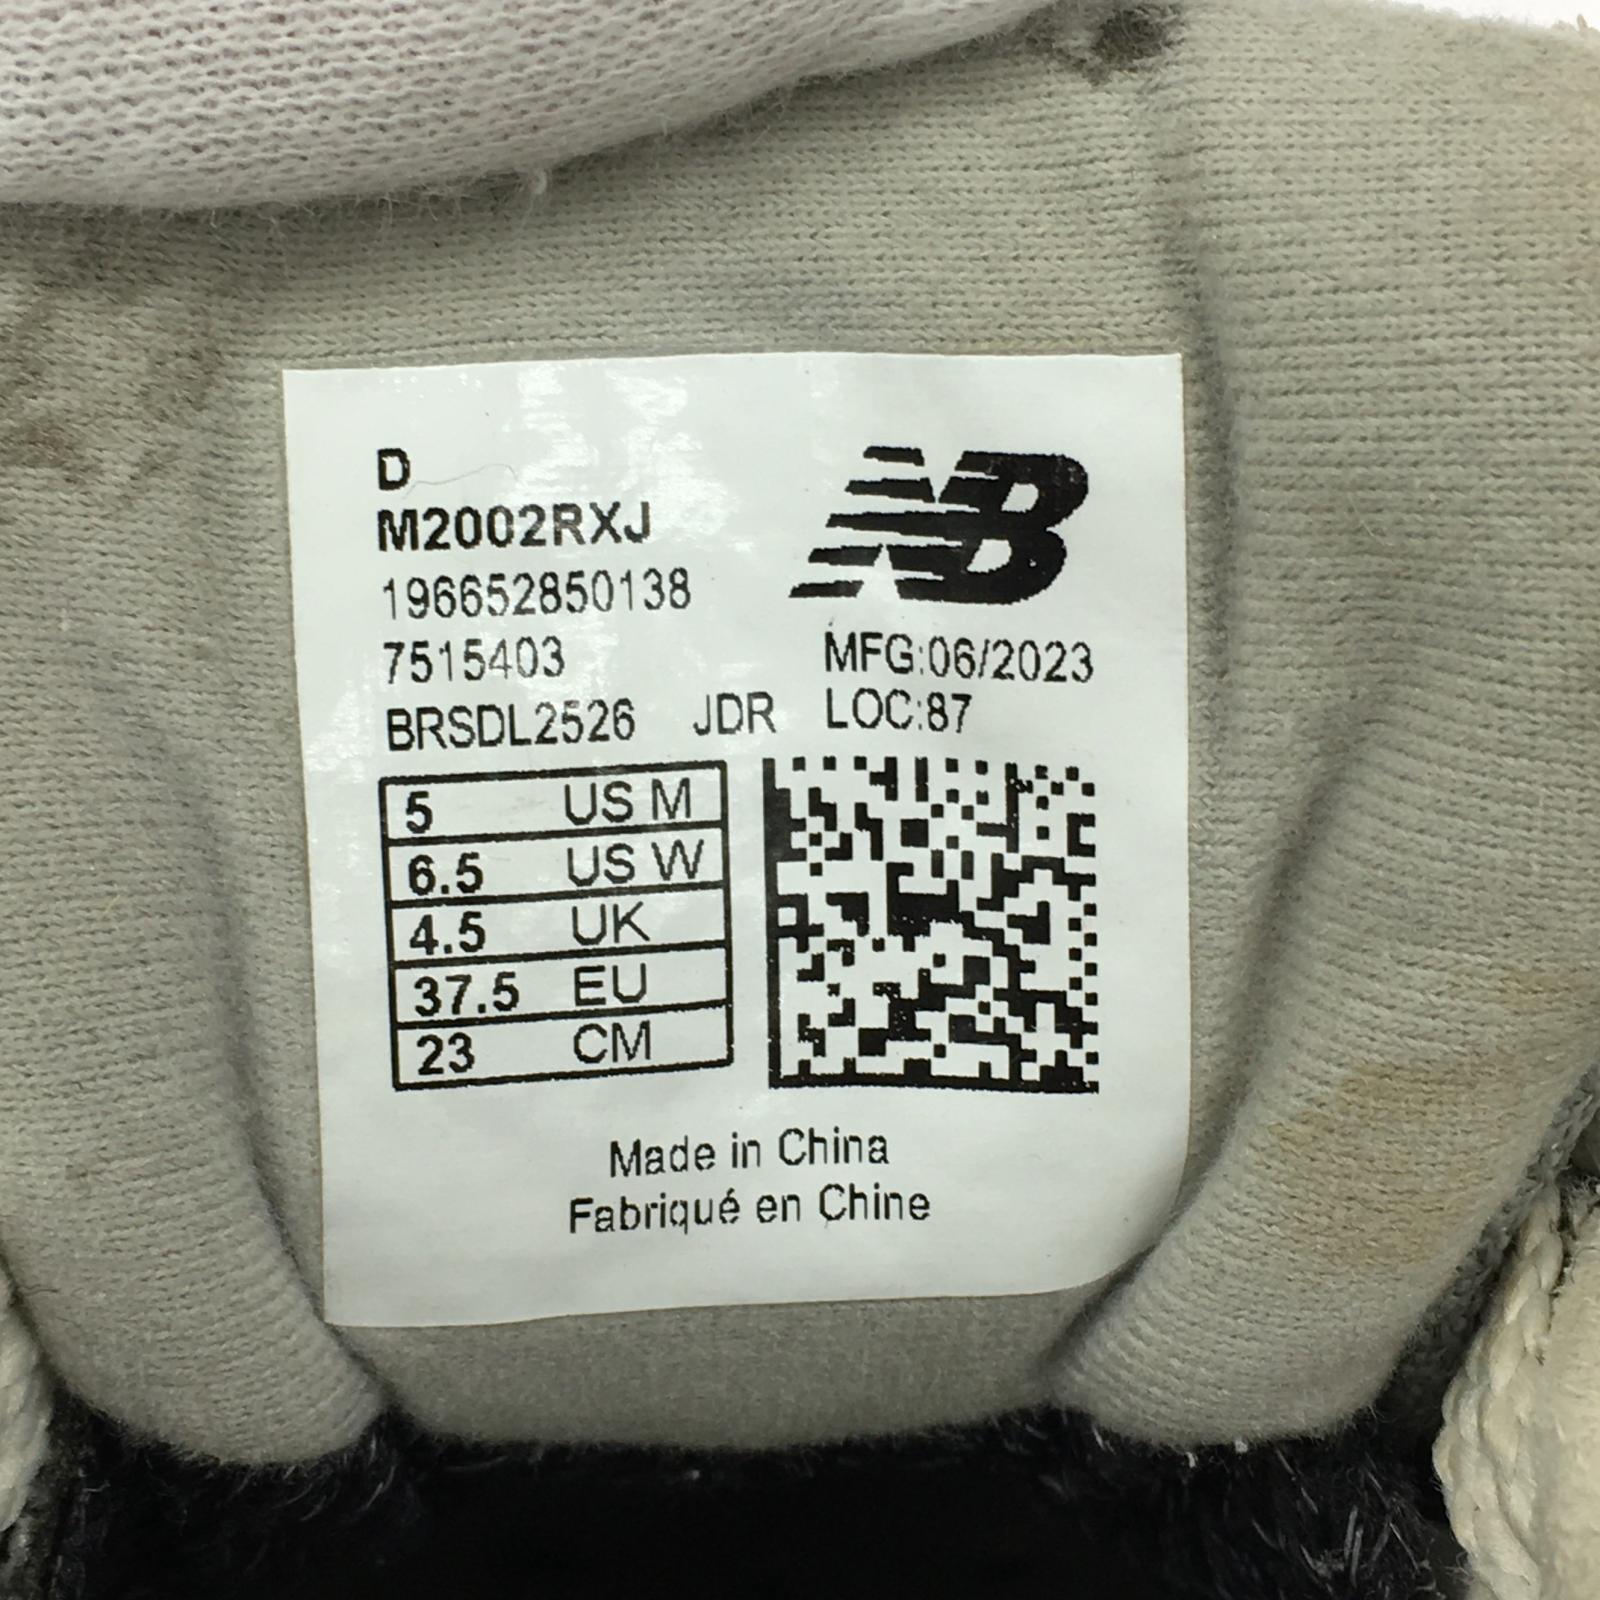 D
M2002RXJ
196652850138
7515403
MFG:06/2023
BRSDL2526 JDR LOC:87
NB
5 US M
6.5 US W
4.5 UK
37.5 EU
23 CM
Made in China
Fabriqué en Chine